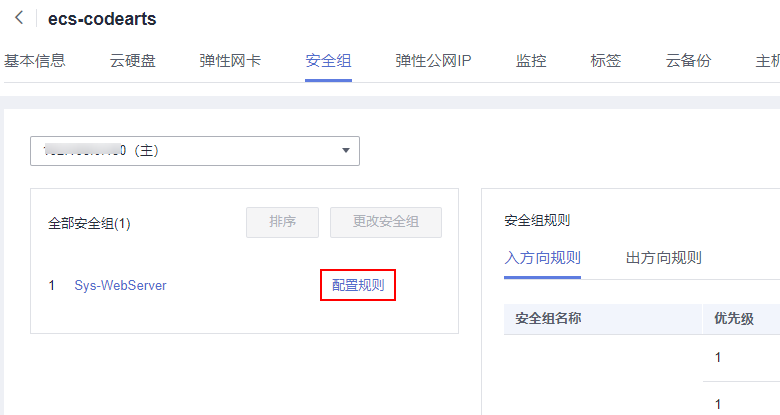 ecs-codearts
基本信息 云硬盘 弹性网卡 安全组 弹性公网IP 监控 标签 云备份 主机
(主)
全部安全组(1) 排序 更改安全组
1 Sys-WebServer 配置规则
安全组规则
入方向规则 出方向规则
安全组名称 优先级
1
1